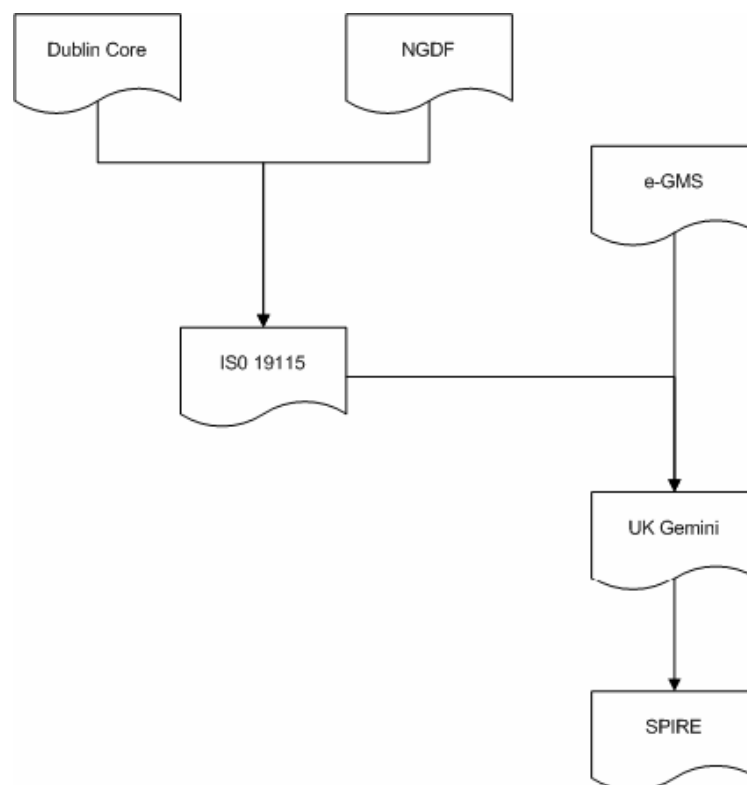 Dublin Core
NGDF
e-GMS
IS0 19115
UK Gemini
SPIRE